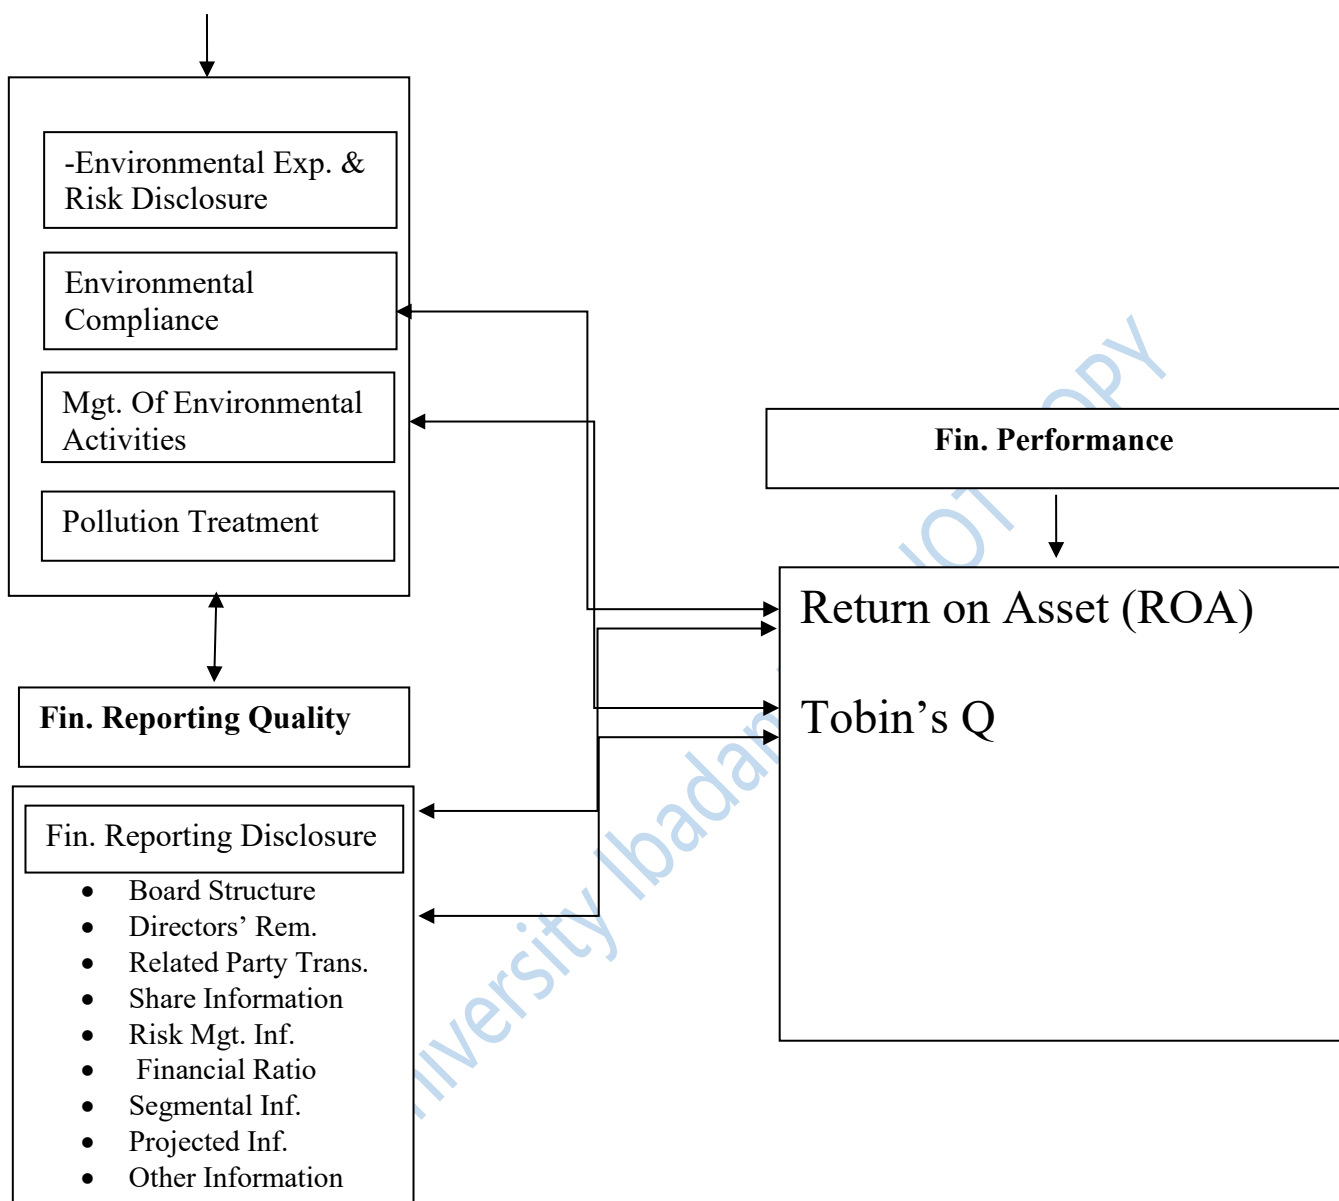 -Environmental Exp. &
Risk Disclosure
Environmental
Compliance
Mgt. Of Environmental
Activities
Pollution Treatment
Fin. Performance
Return on Asset (ROA)
Tobin’s Q
Fin. Reporting Quality
Fin. Reporting Disclosure
• Board Structure
• Directors’ Rem.
• Related Party Trans.
• Share Information
• Risk Mgt. Inf.
• Financial Ratio
• Segmental Inf.
• Projected Inf.
• Other Information
Ibadan